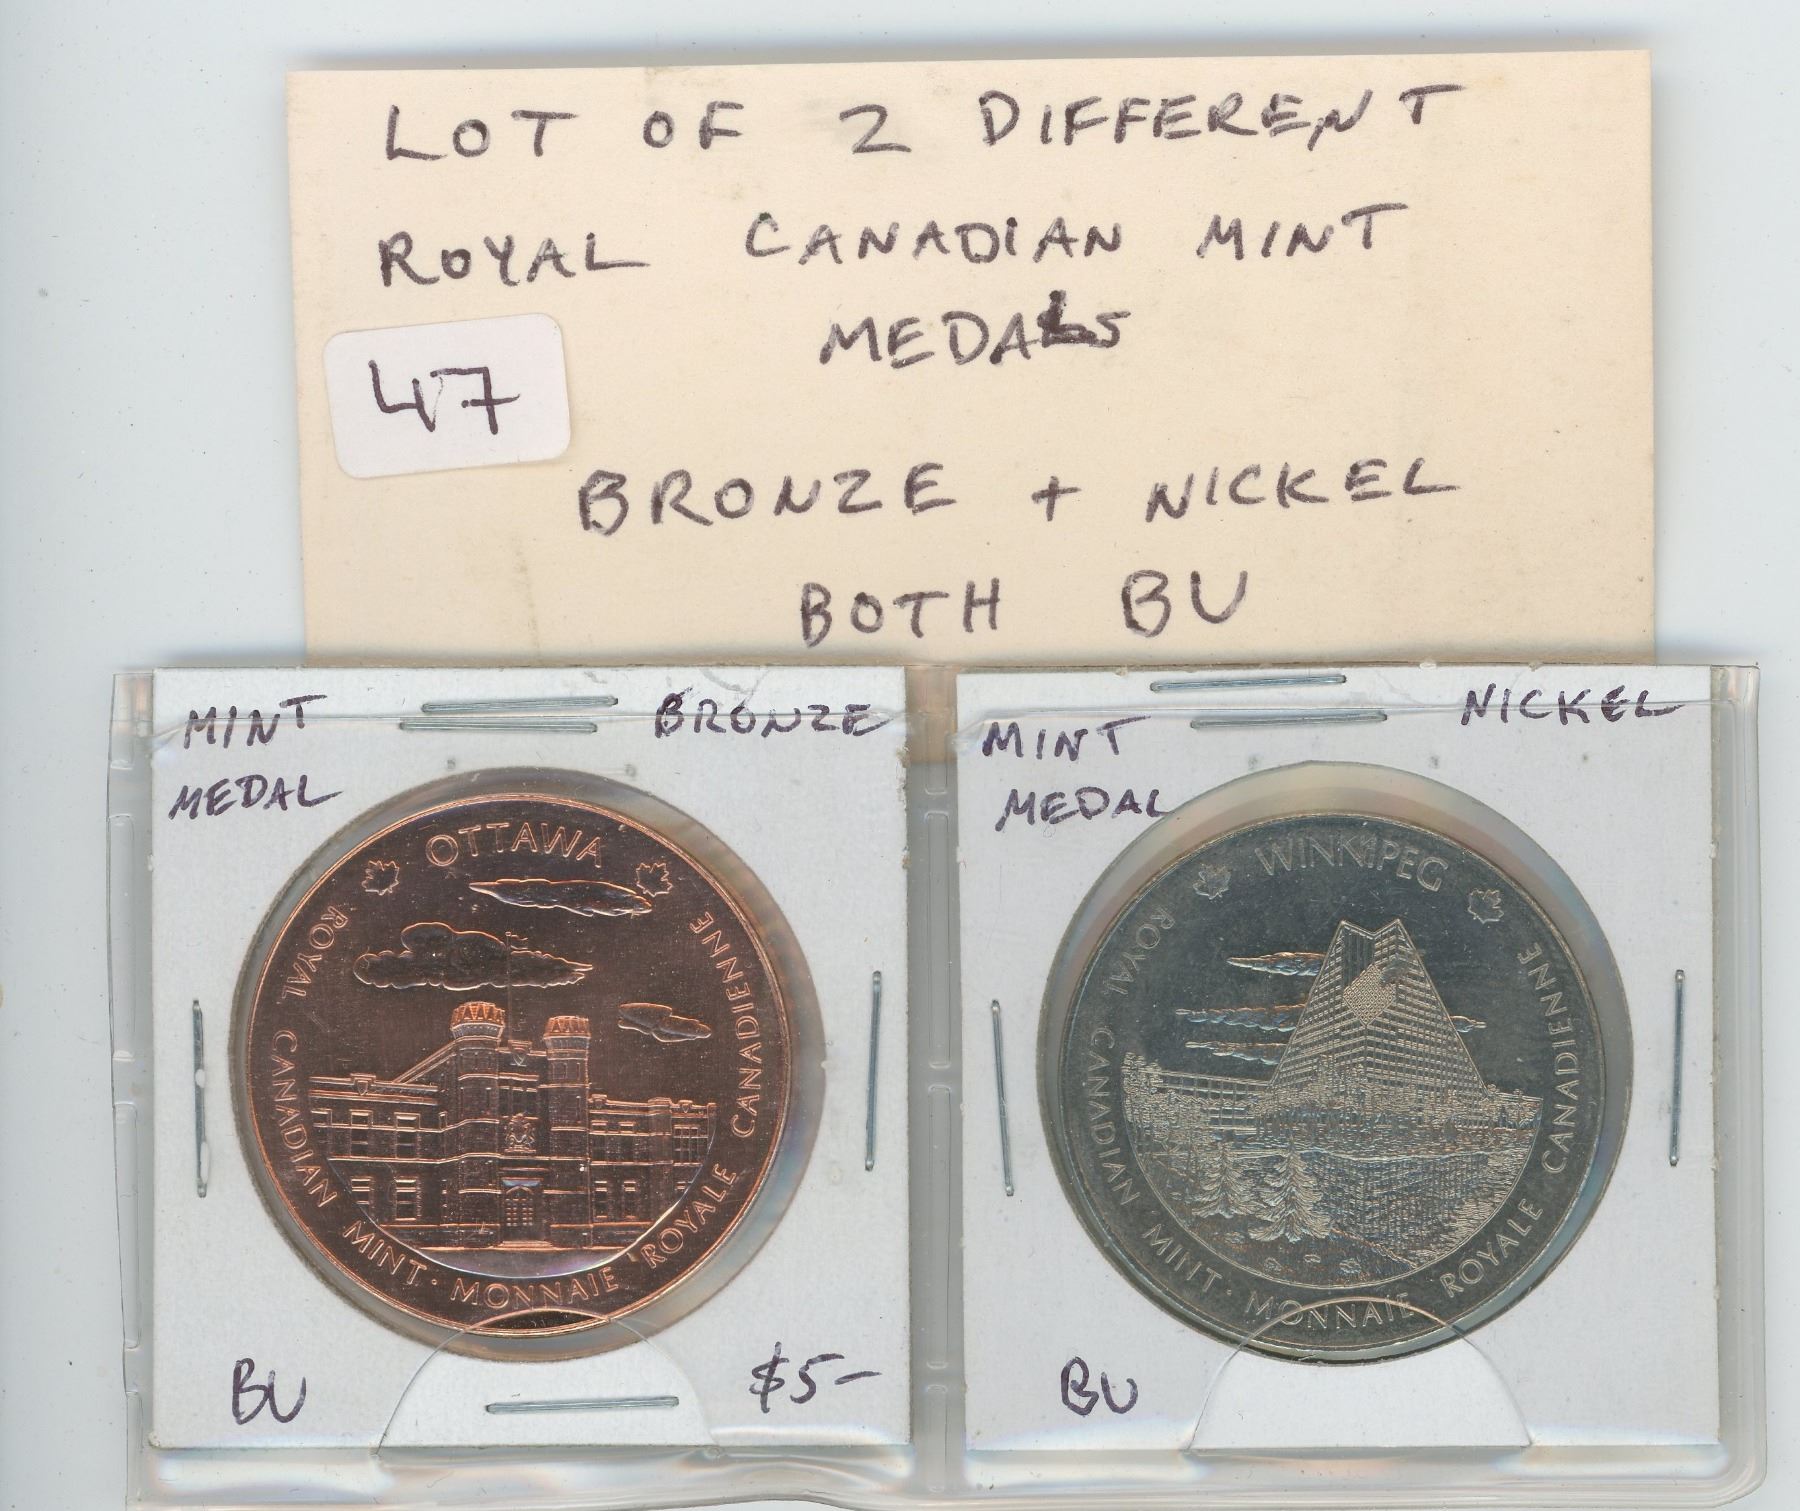 LOT OF 2 DIFFERENT
ROYAL CANADIAN MINT
MEDALS
47
BRONZE + NICKEL
BOTH BU
MINT BRONZE
MEDAL
OTTAWA
ROYAL CANADIAN MINT · MONNAIE ROYALE CANADIENNE
BU $5-
MINT NICKEL
MEDAL
WINNIPEG
ROYAL CANADIAN MINT · MONNAIE ROYALE CANADIENNE
BU